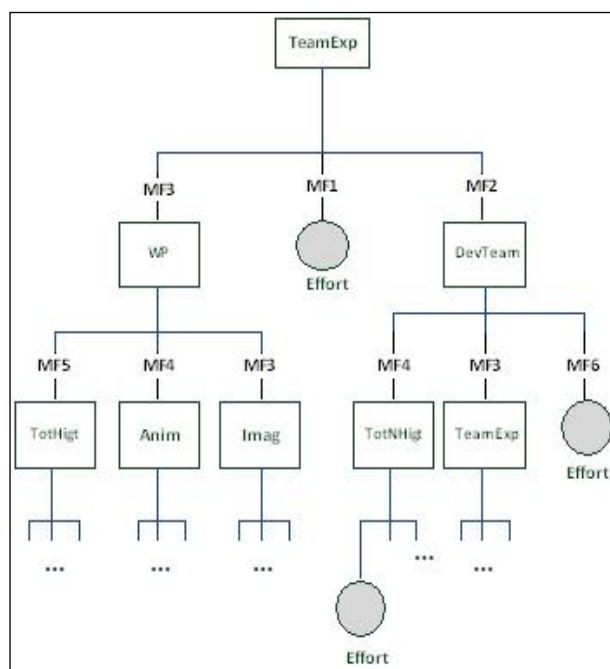 TeamExp
MF3 MF1 MF2
WP DevTeam
Effort
MF5 MF4 MF3 MF4 MF3 MF6
TotHigt Anim Imag TotNHigt TeamExp
Effort
... ... ... ... ...
Effort